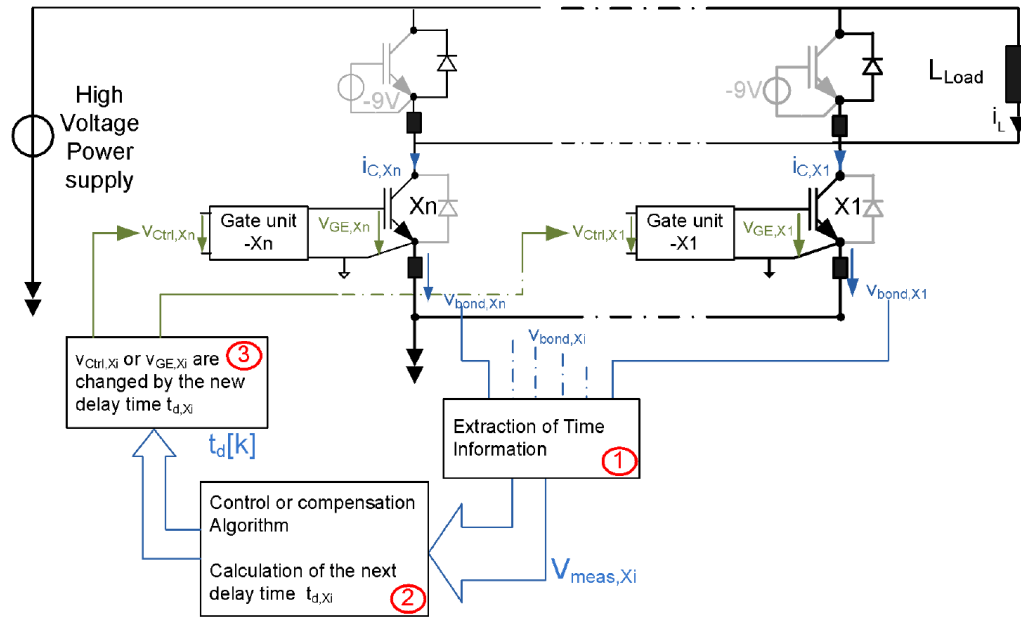 High
Voltage
Power
supply
-9V
-9V
L_Load
i_L
i_C,Xn
i_C,X1
Xn
X1
Gate unit
-Xn
v_Ctrl,Xn
v_GE,Xn
Gate unit
-X1
v_Ctrl,X1
v_GE,X1
v_bond,Xn
v_bond,X1
v_bond,Xi
v_Ctrl,Xi or v_GE,Xi are
changed by the new
delay time t_d,Xi
3
t_d[k]
Extraction of Time
Information
1
Control or compensation
Algorithm
Calculation of the next
delay time t_d,Xi
2
V_meas,Xi